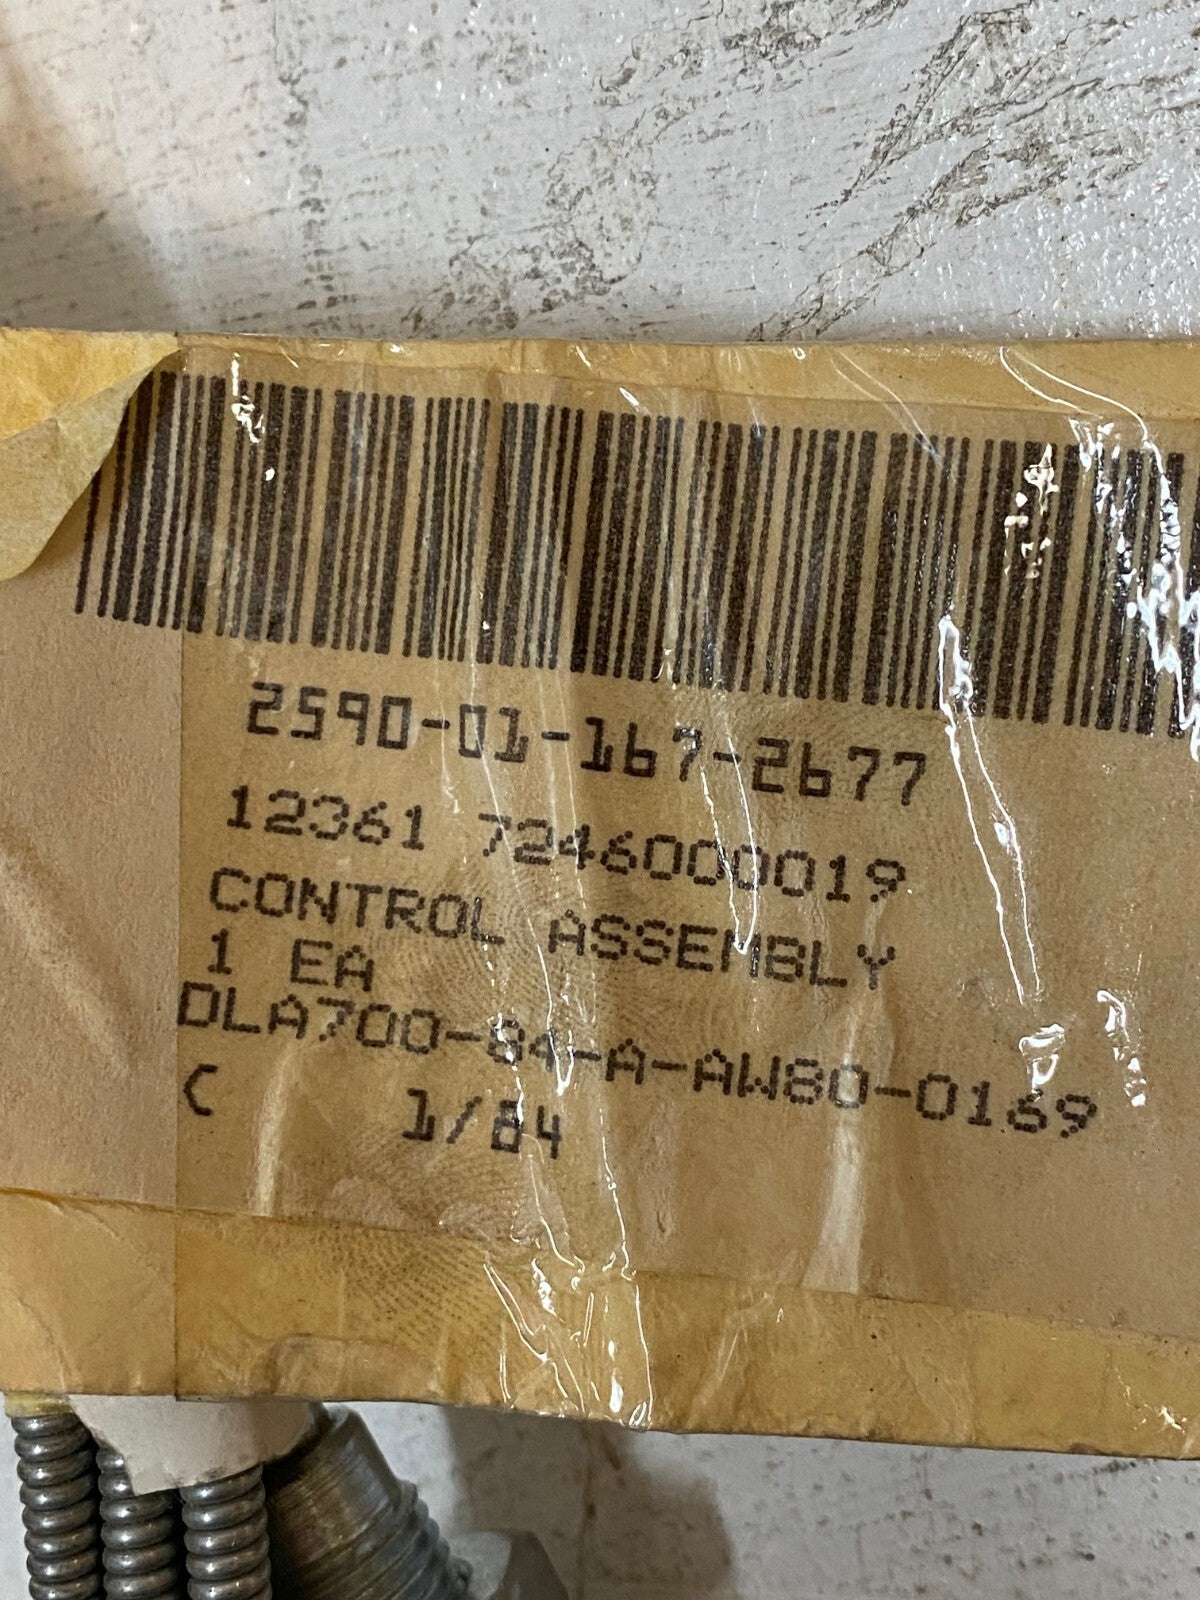 2590-01-167-2677
12361 7246000019
CONTROL ASSEMBLY
1 EA
DLA700-84-A-AW80-0169
C 1/84